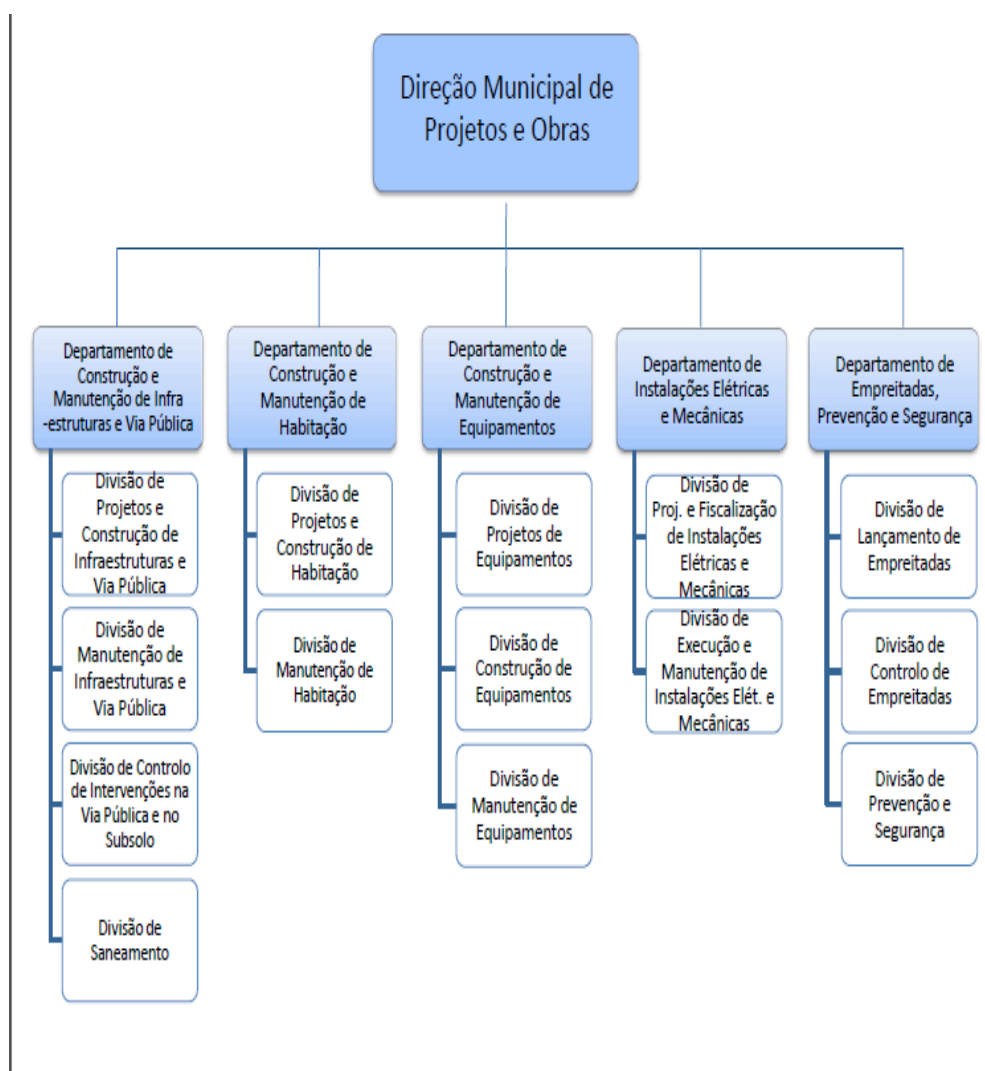 Direção Municipal de
Projetos e Obras
Departamento de
Construção e
Manutenção de Infra
-estruturas e Via Pública
Divisão de
Projetos e
Construção de
Infraestruturas e
Via Pública
Divisão de
Manutenção de
Infraestruturas e
Via Pública
Divisão de Controlo
de Intervenções na
Via Pública e no
Subsolo
Divisão de
Saneamento
Departamento de
Construção e
Manutenção de
Habitação
Divisão de
Projetos e
Construção de
Habitação
Divisão de
Manutenção de
Habitação
Departamento de
Construção e
Manutenção de
Equipamentos
Divisão de
Projetos de
Equipamentos
Divisão de
Construção de
Equipamentos
Divisão de
Manutenção de
Equipamentos
Departamento de
Instalações Elétricas
e Mecânicas
Divisão de
Proj. e Fiscalização
de Instalações
Elétricas e
Mecânicas
Divisão de
Execução e
Manutenção de
Instalações Elét. e
Mecânicas
Departamento de
Empreitadas,
Prevenção e Segurança
Divisão de
Lançamento de
Empreitadas
Divisão de
Controlo de
Empreitadas
Divisão de
Prevenção e
Segurança